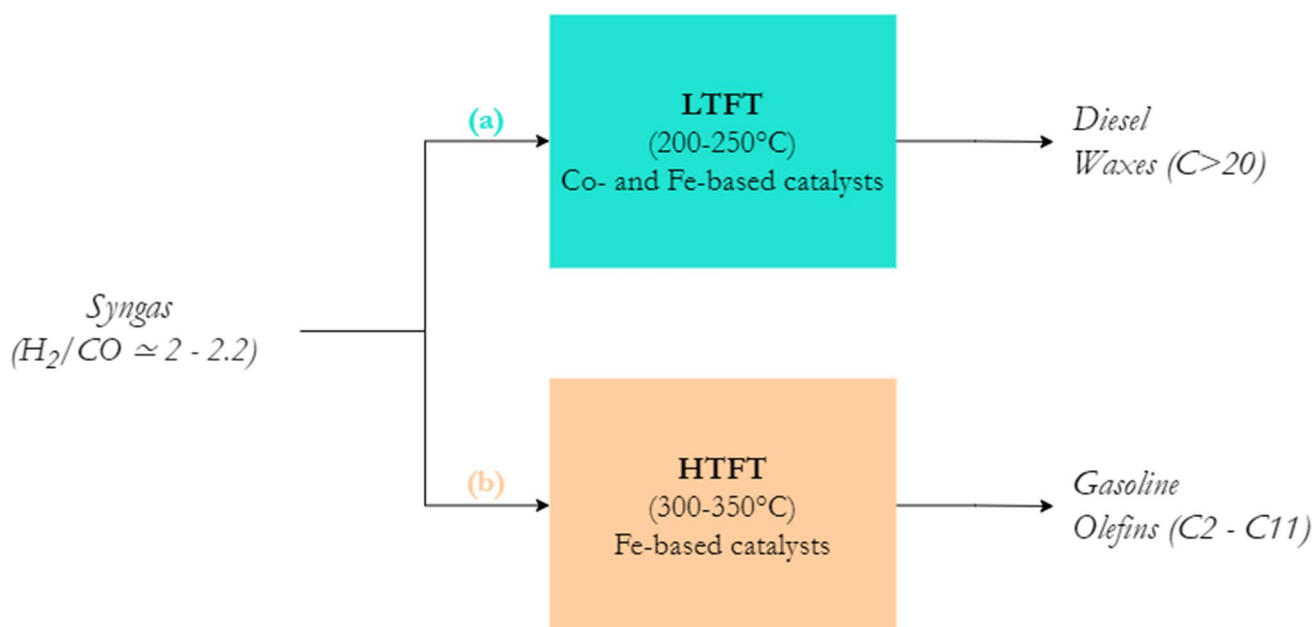 Syngas
(H₂/CO ≃ 2 - 2.2)
(a)
LTFT
(200-250°C)
Co- and Fe-based catalysts
Diesel
Waxes (C>20)
(b)
HTFT
(300-350°C)
Fe-based catalysts
Gasoline
Olefins (C2 - C11)